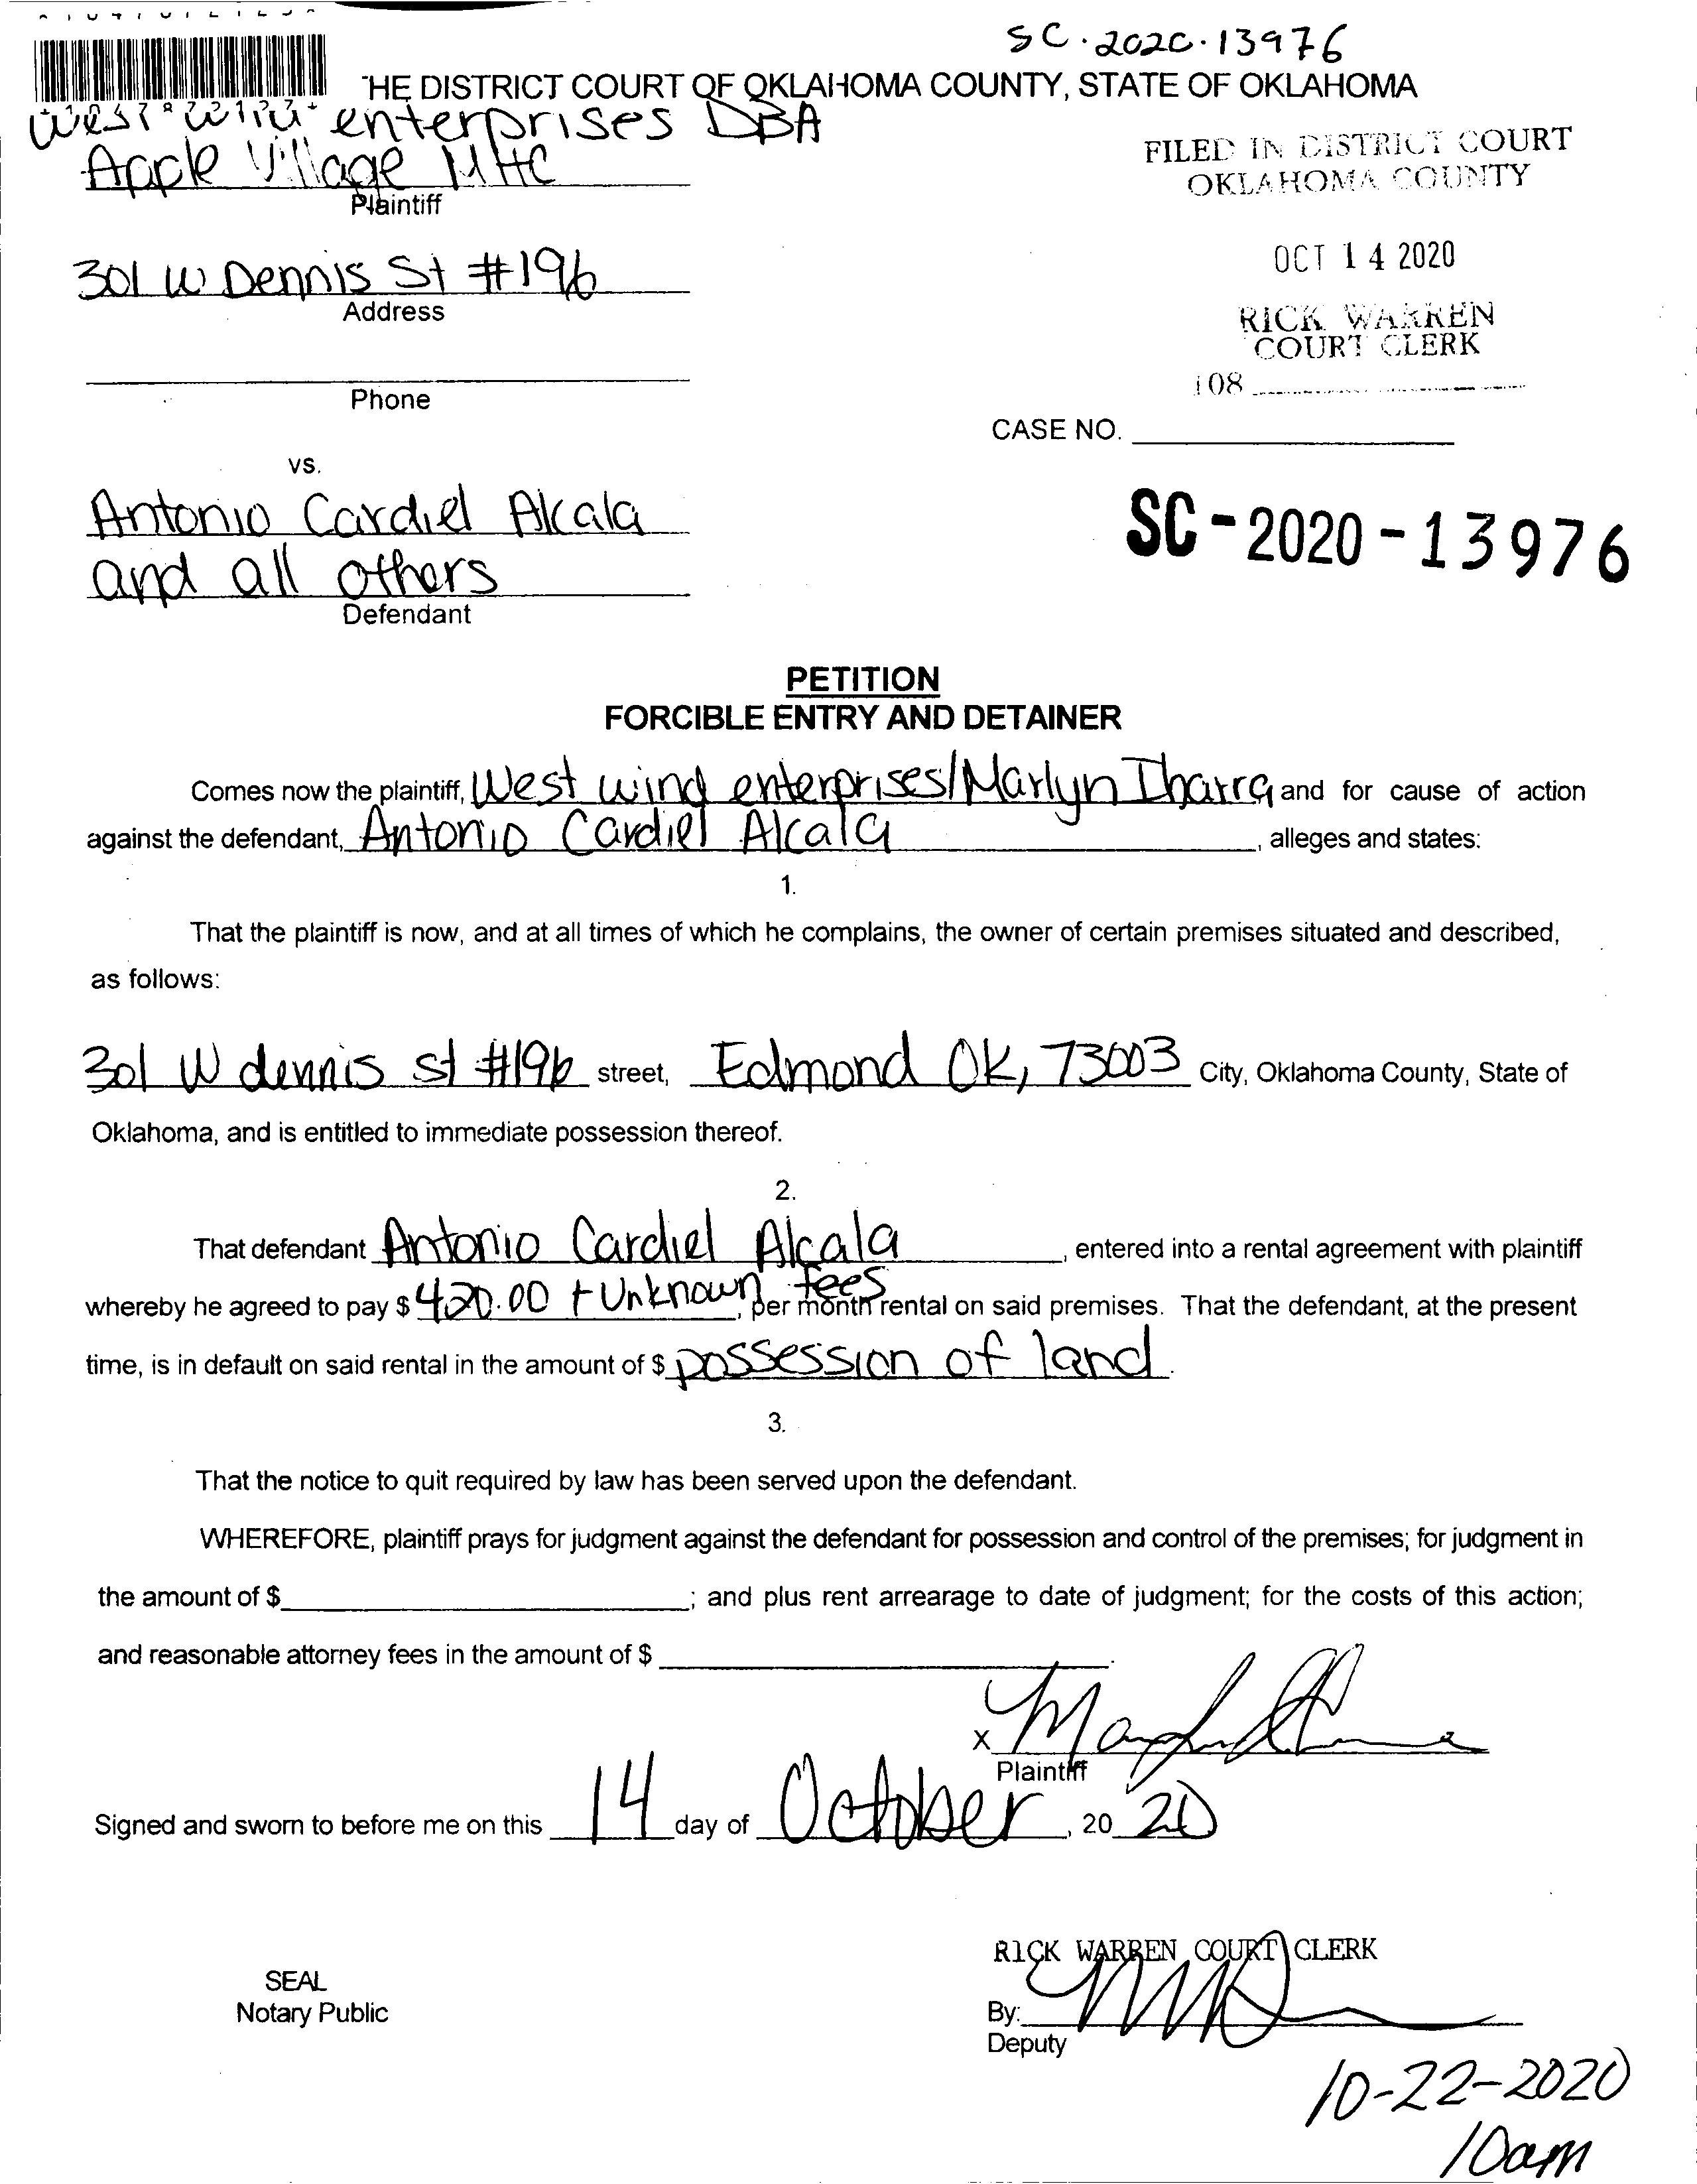 SC-2020-13976
*1047872123*
THE DISTRICT COURT OF OKLAHOMA COUNTY, STATE OF OKLAHOMA
West Wind enterprises DBA
Apple Village MHC
Plaintiff
FILED IN DISTRICT COURT
OKLAHOMA COUNTY
301 W Dennis St #196
Address
OCT 14 2020
RICK WARREN
COURT CLERK
108
Phone
CASE NO.
vs.
Antonio Cardiel Alcala
and all others
Defendant
SC-2020-13976
PETITION
FORCIBLE ENTRY AND DETAINER
Comes now the plaintiff, West wind enterprises/Marlyn Ibarra and for cause of action
against the defendant, Antonio Cardiel Alcala, alleges and states:
1.
That the plaintiff is now, and at all times of which he complains, the owner of certain premises situated and described,
as follows:
301 W dennis st #196 street, Edmond OK, 73003 City, Oklahoma County, State of
Oklahoma, and is entitled to immediate possession thereof.
2.
That defendant Antonio Cardiel Alcala, entered into a rental agreement with plaintiff
whereby he agreed to pay $ 420.00 + Unknown fees, per month rental on said premises. That the defendant, at the present
time, is in default on said rental in the amount of $ possession of land.
3.
That the notice to quit required by law has been served upon the defendant.
WHEREFORE, plaintiff prays for judgment against the defendant for possession and control of the premises; for judgment in
the amount of $ ; and plus rent arrearage to date of judgment; for the costs of this action;
and reasonable attorney fees in the amount of $ .
X
Plaintiff
Signed and sworn to before me on this 14 day of October, 20 20
RICK WARREN COURT CLERK
SEAL
Notary Public
By:
Deputy
10-22-2020
10am